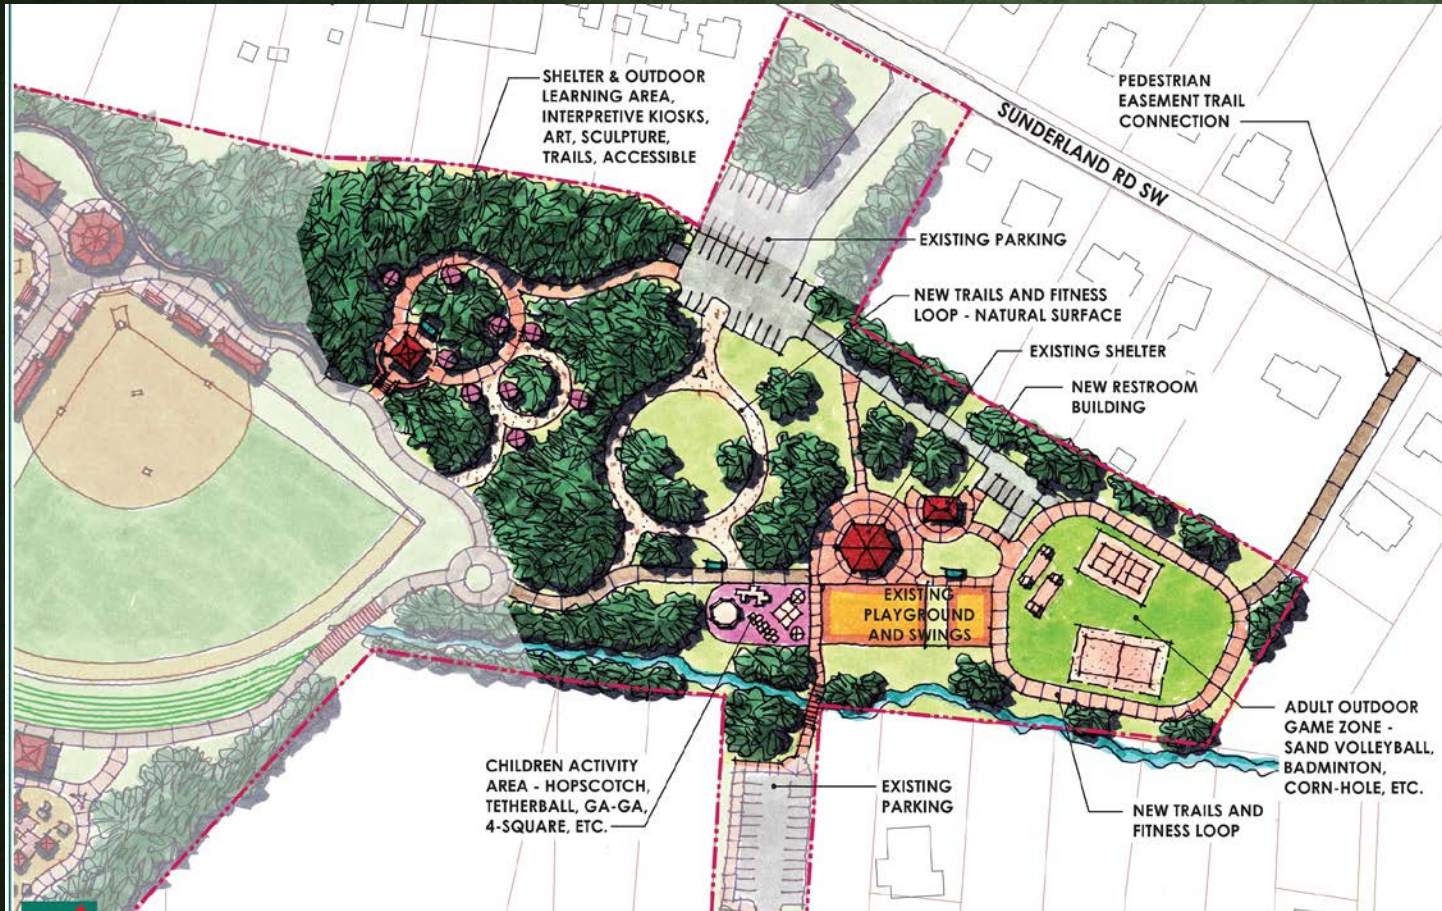 SHELTER & OUTDOOR
LEARNING AREA,
INTERPRETIVE KIOSKS,
ART, SCULPTURE,
TRAILS, ACCESSIBLE
PEDESTRIAN
EASEMENT TRAIL
CONNECTION
SUNDERLAND RD SW
EXISTING PARKING
NEW TRAILS AND FITNESS
LOOP - NATURAL SURFACE
EXISTING SHELTER
NEW RESTROOM
BUILDING
EXISTING
PLAYGROUND
AND SWINGS
ADULT OUTDOOR
GAME ZONE -
SAND VOLLEYBALL,
BADMINTON,
CORN-HOLE, ETC.
CHILDREN ACTIVITY
AREA - HOPSCOTCH,
TETHERBALL, GA-GA,
4-SQUARE, ETC.
EXISTING
PARKING
NEW TRAILS AND
FITNESS LOOP